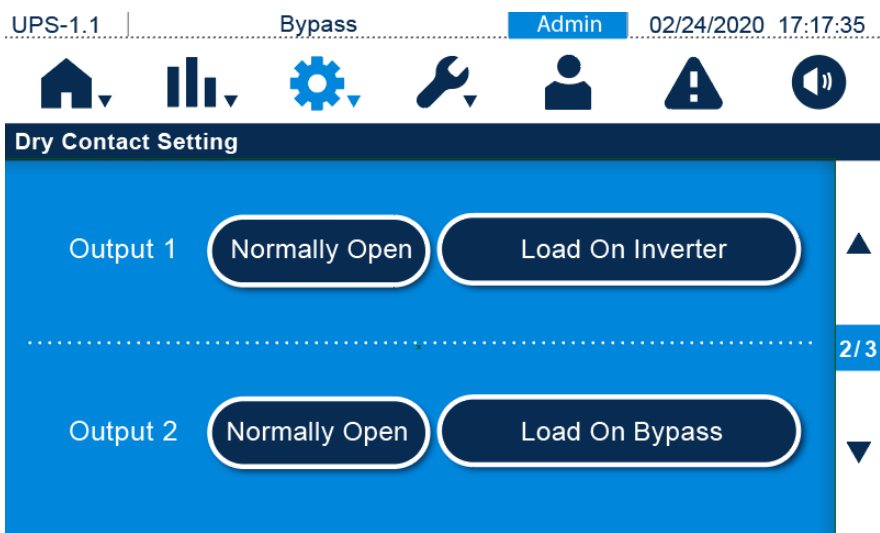 UPS-1.1 Bypass Admin 02/24/2020 17:17:35
Dry Contact Setting
Output 1 Normally Open Load On Inverter
2/3
Output 2 Normally Open Load On Bypass